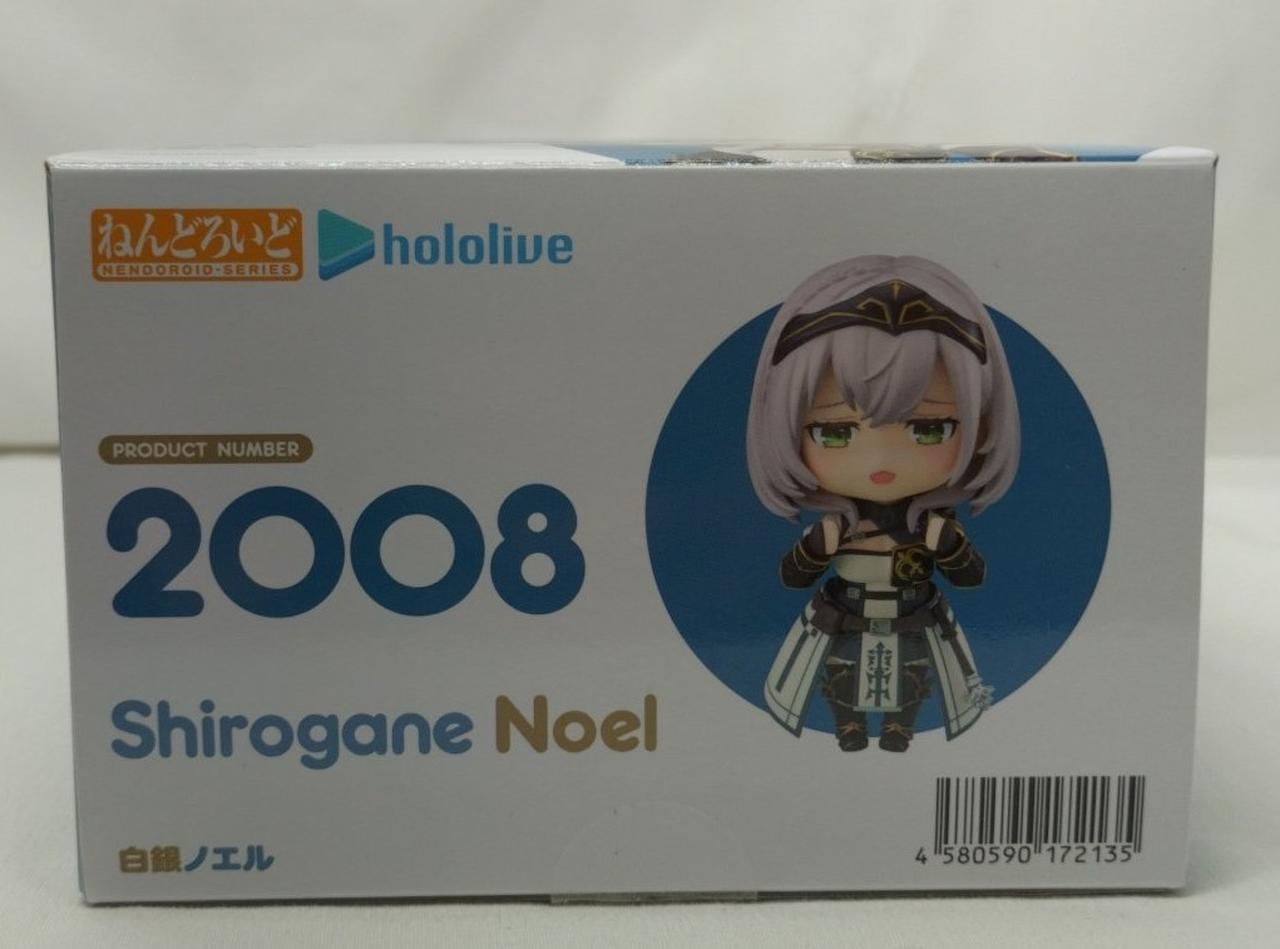 ねんどろいど
NENDOROID·SERIES
hololive
PRODUCT NUMBER
2008
Shirogane Noel
白銀ノエル
4 580590 172135